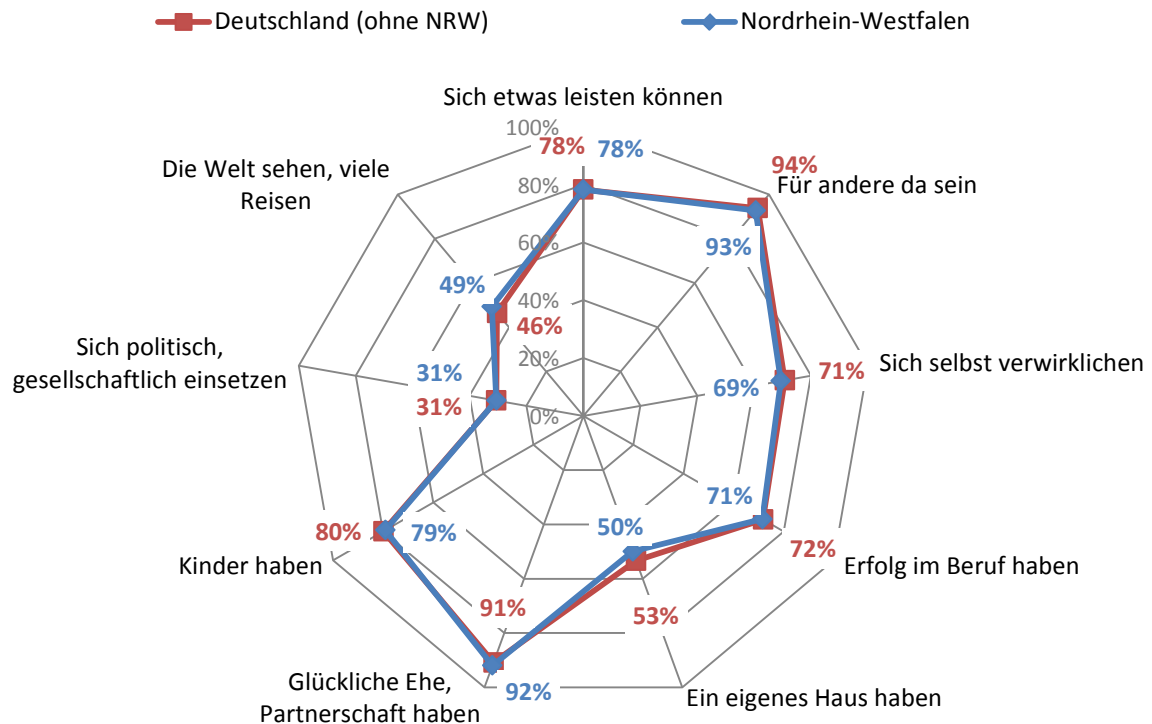 Deutschland (ohne NRW)
Nordrhein-Westfalen
Sich etwas leisten können
100%
78%
78%
94%
Für andere da sein
Die Welt sehen, viele
Reisen
80%
60%
93%
49%
40%
46%
20%
0%
Sich politisch,
gesellschaftlich einsetzen
31%
31%
69%
71%
Sich selbst verwirklichen
71%
72%
Erfolg im Beruf haben
50%
53%
Ein eigenes Haus haben
80%
79%
Kinder haben
91%
92%
Glückliche Ehe,
Partnerschaft haben